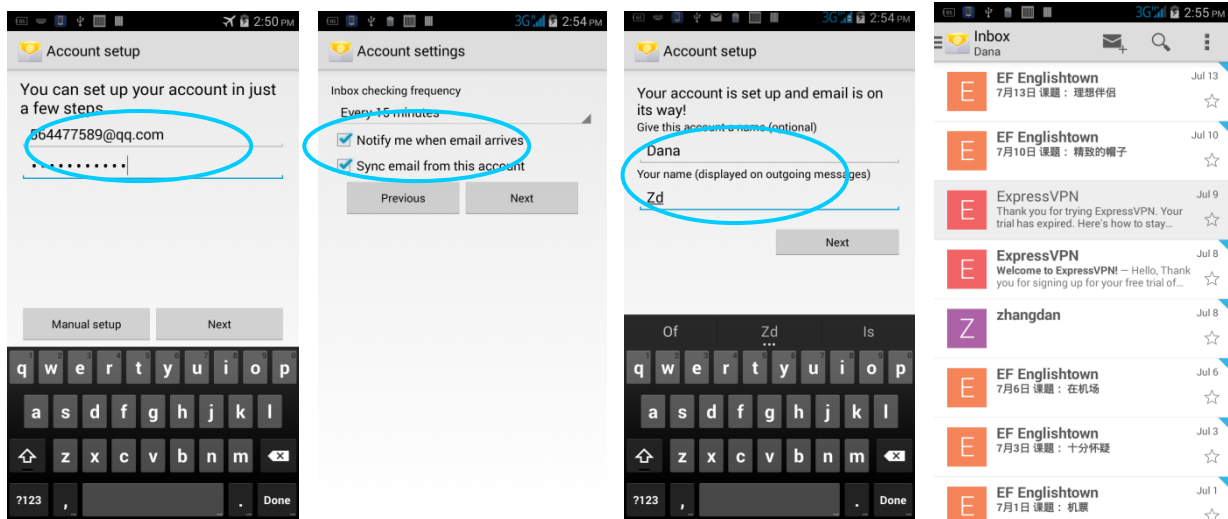 2:50 PM
Account setup
You can set up your account in just
a few steps
564477589@qq.com
Manual setup
Next
q w e r t y u i o p
a s d f g h j k l
z x c v b n m
?123 , . Done
3G 2:54 PM
Account settings
Inbox checking frequency
Every 15 minutes
Notify me when email arrives
Sync email from this account
Previous
Next
3G 2:54 PM
Account setup
Your account is set up and email is on
its way!
Give this account a name (optional)
Dana
Your name (displayed on outgoing messages)
Zd
Next
Of Zd Is
q w e r t y u i o p
a s d f g h j k l
z x c v b n m
?123 , . Done
3G 2:55 PM
Inbox
Dana
E
EF Englishtown
Jul 13
7月13日 课题： 理想伴侣
E
EF Englishtown
Jul 10
7月10日 课题： 精致的帽子
E
ExpressVPN
Jul 9
Thank you for trying ExpressVPN. Your
trial has expired. Here's how to stay...
E
ExpressVPN
Jul 8
Welcome to ExpressVPN! — Hello, Thank
you for signing up for your free trial of...
Z
zhangdan
Jul 8
E
EF Englishtown
Jul 6
7月6日 课题： 在机场
E
EF Englishtown
Jul 3
7月3日 课题： 十分怀疑
E
EF Englishtown
Jul 1
7月1日 课题： 机票